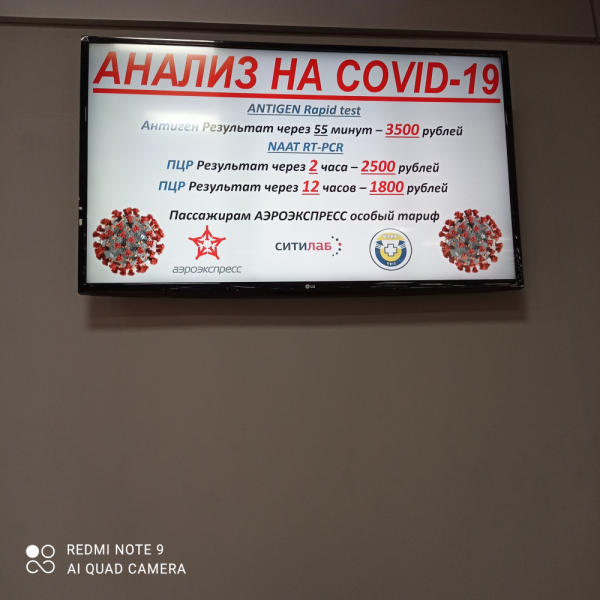 АНАЛИЗ НА COVID-19
ANTIGEN Rapid test
Антиген Результат через 55 минут – 3500 рублей
NAAT RT-PCR
ПЦР Результат через 2 часа – 2500 рублей
ПЦР Результат через 12 часов – 1800 рублей
Пассажирам АЭРОЭКСПРЕСС особый тариф
аэроэкспресс
СИТИЛАБ
LG
REDMI NOTE 9
AI QUAD CAMERA